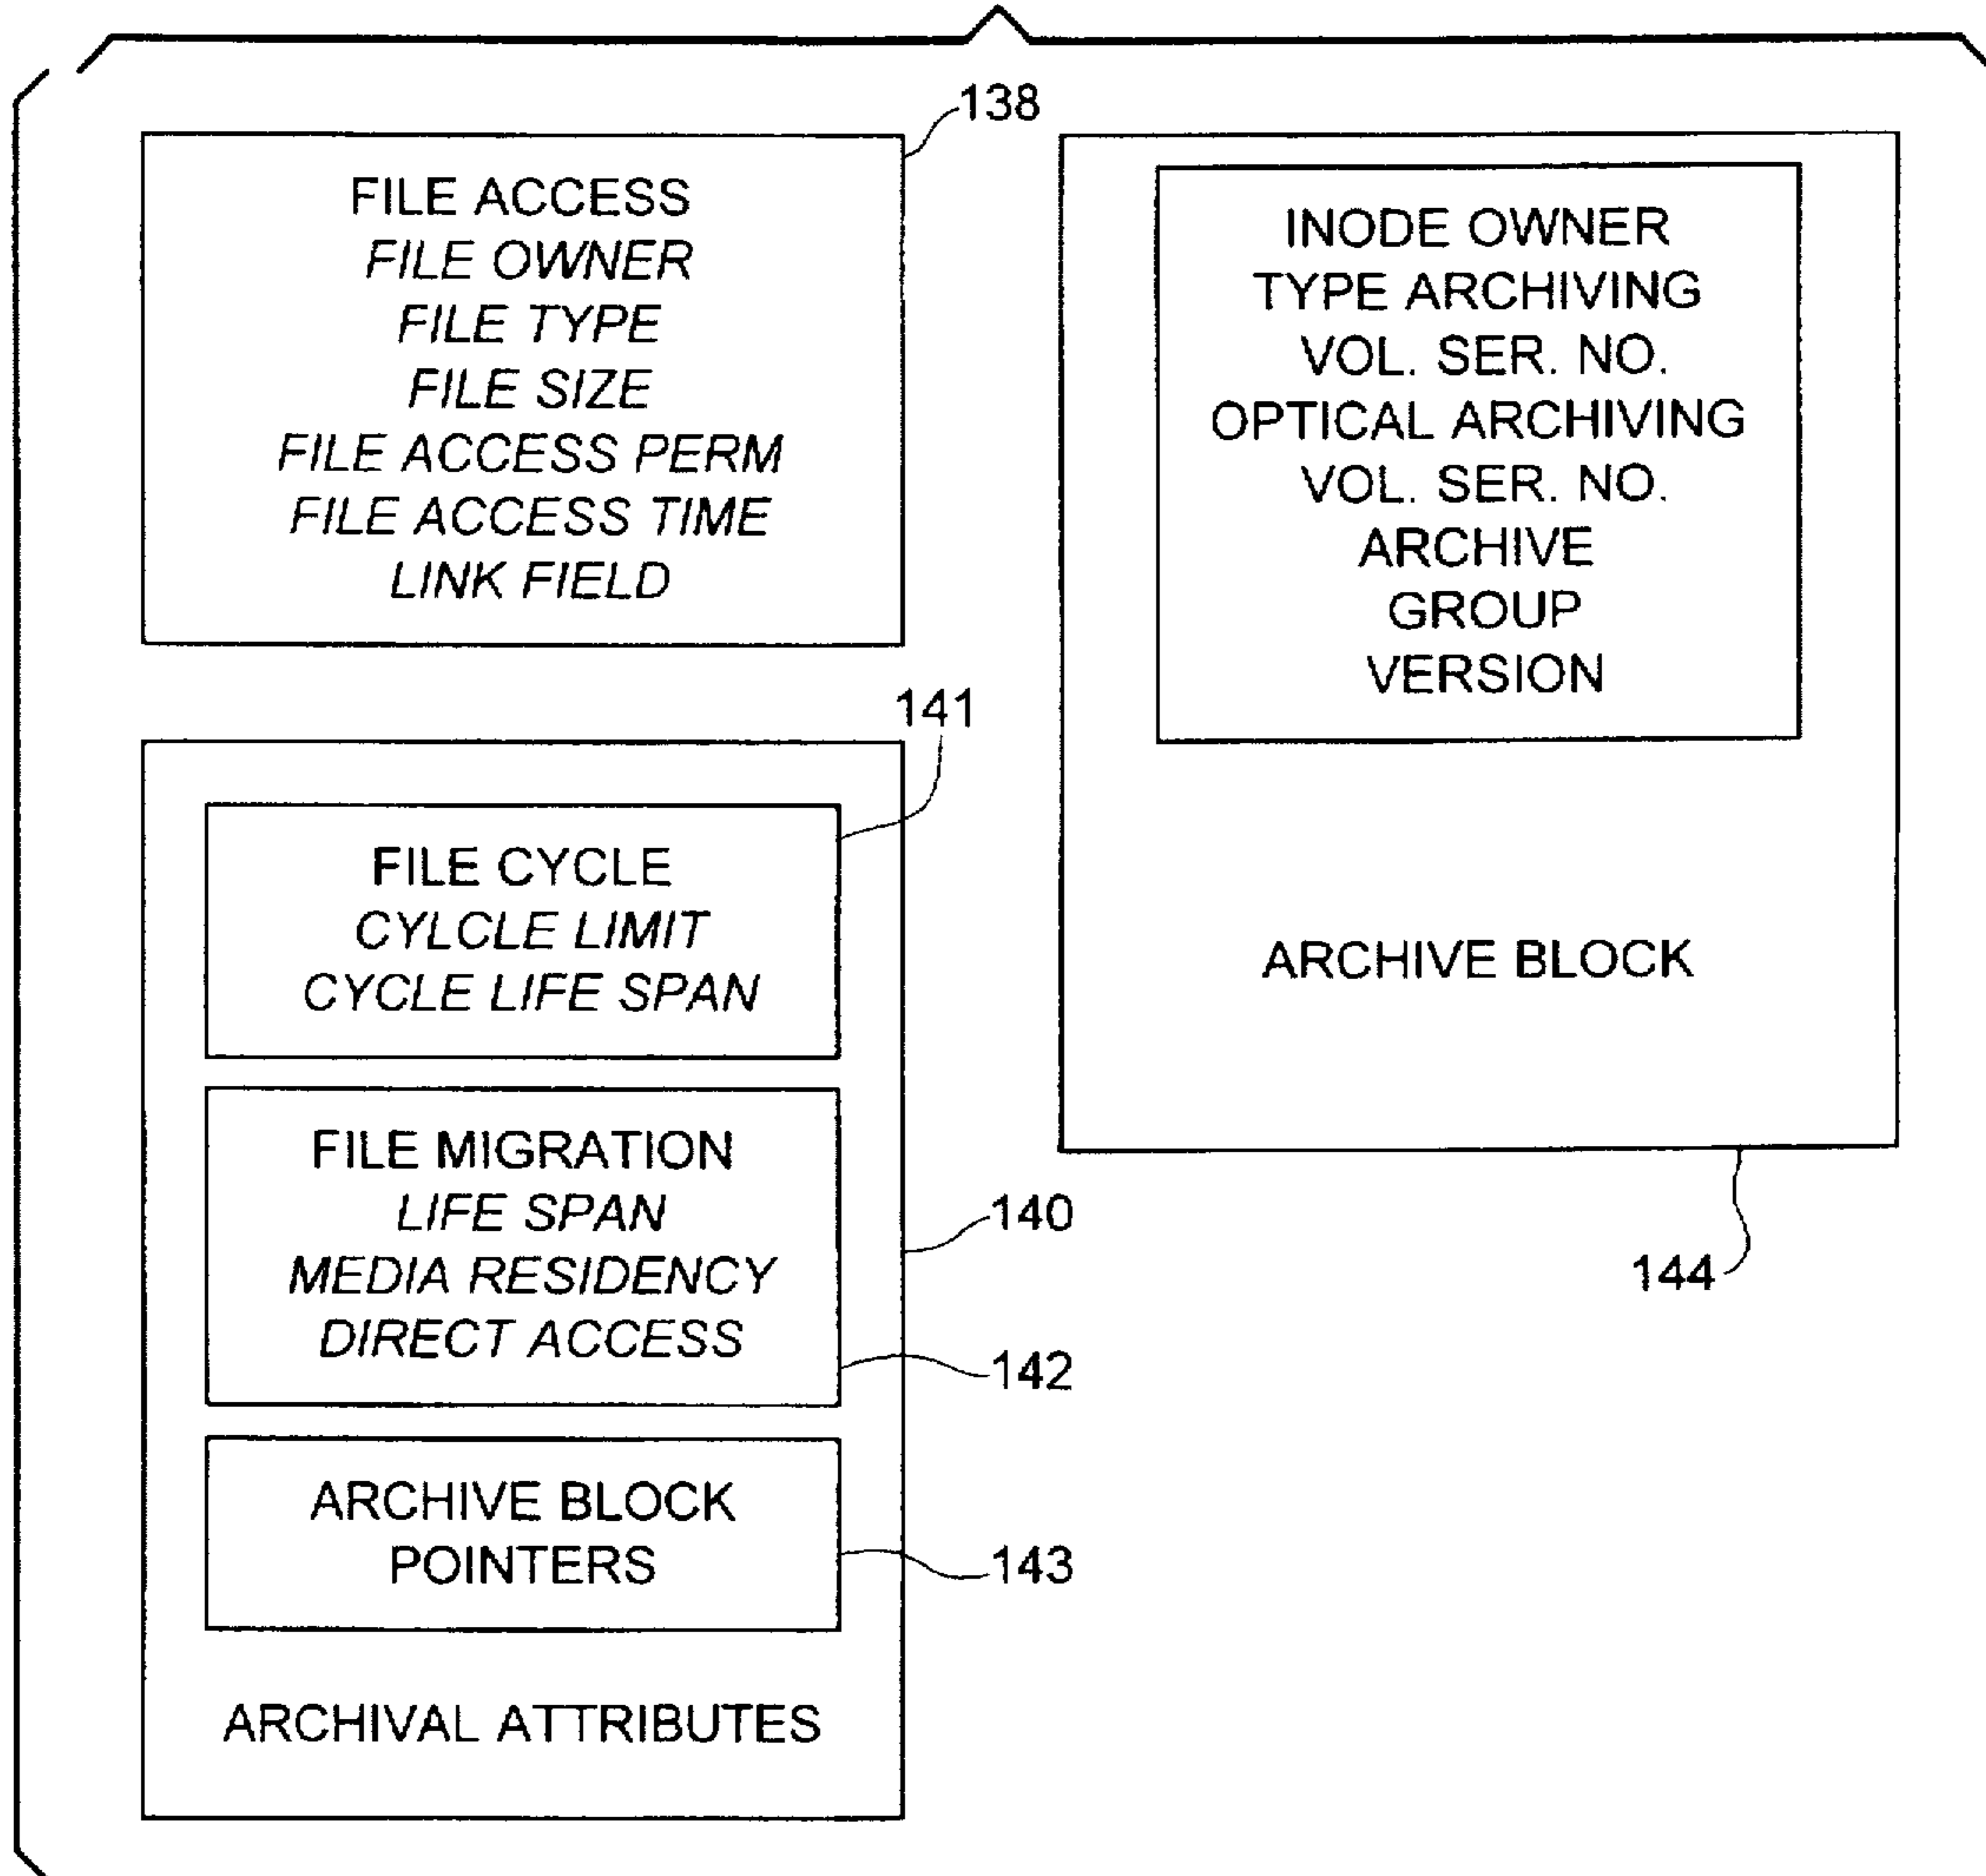 138
FILE ACCESS
FILE OWNER
FILE TYPE
FILE SIZE
FILE ACCESS PERM
FILE ACCESS TIME
LINK FIELD
141
FILE CYCLE
CYLCLE LIMIT
CYCLE LIFE SPAN
FILE MIGRATION
LIFE SPAN
MEDIA RESIDENCY
DIRECT ACCESS
140
142
ARCHIVE BLOCK
POINTERS
143
ARCHIVAL ATTRIBUTES
INODE OWNER
TYPE ARCHIVING
VOL. SER. NO.
OPTICAL ARCHIVING
VOL. SER. NO.
ARCHIVE
GROUP
VERSION
ARCHIVE BLOCK
144